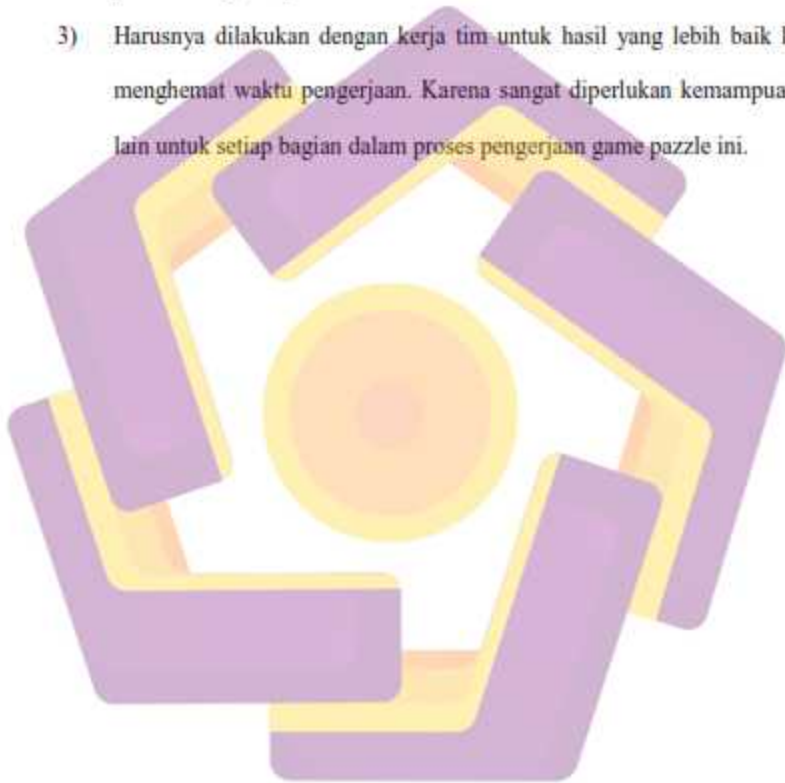 3) Harusnya dilakukan dengan kerja tim untuk hasil yang lebih baik
menghemat waktu pengerjaan. Karena sangat diperlukan
lain untuk setiap bagian dalam proses pengerjaan game pazzle ini.